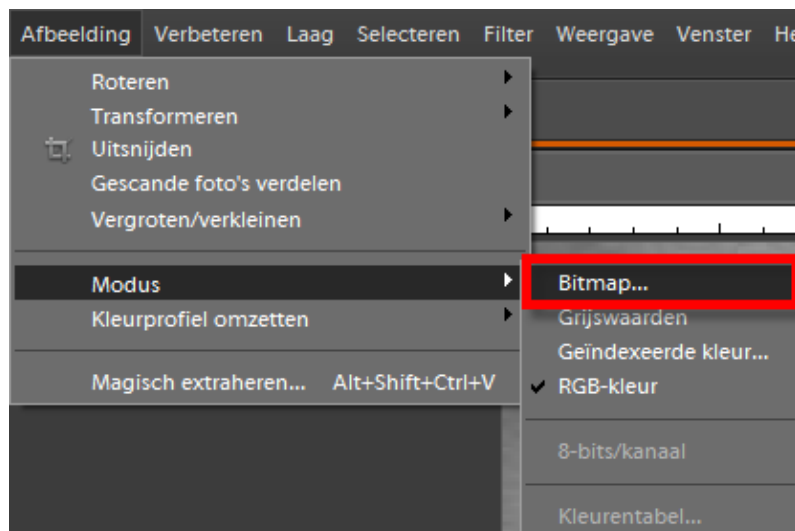 Afbeelding Verbeteren Laag Selecteren Filter Weergave Venster He
Roteren
Transformeren
Uitsnijden
Gescande foto's verdelen
Vergroten/verkleinen
Modus
Kleurprofiel omzetten
Magisch extraheren... Alt+Shift+Ctrl+V
Bitmap...
Grijswaarden
Geïndexeerde kleur...
RGB-kleur
8-bits/kanaal
Kleurentabel...